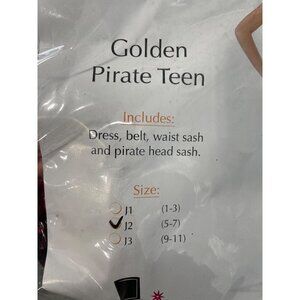 Golden
Pirate Teen
Includes:
Dress, belt, waist sash
and pirate head sash.
Size:
J1 (1-3)
J2 (5-7)
J3 (9-11)